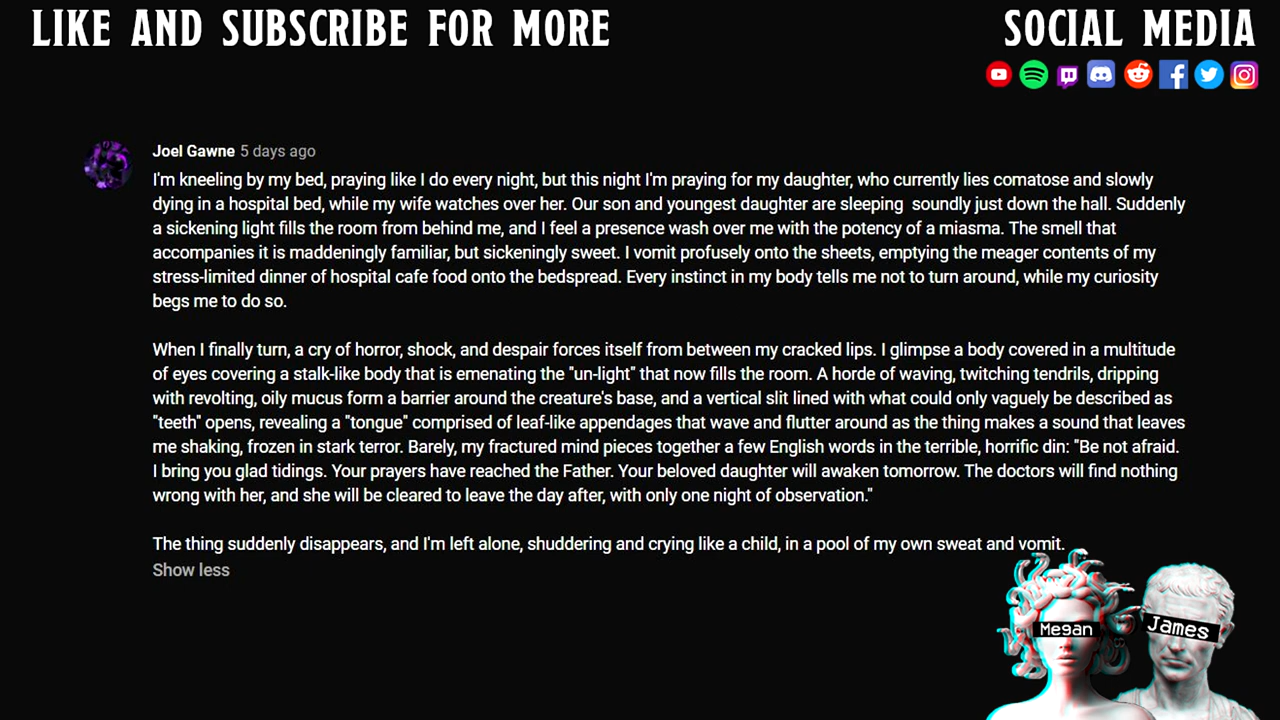 LIKE AND SUBSCRIBE FOR MORE
SOCIAL MEDIA
Joel Gawne 5 days ago
I'm kneeling by my bed, praying like I do every night, but this night I'm praying for my daughter, who currently lies comatose and slowly
dying in a hospital bed, while my wife watches over her. Our son and youngest daughter are sleeping  soundly just down the hall. Suddenly
a sickening light fills the room from behind me, and I feel a presence wash over me with the potency of a miasma. The smell that
accompanies it is maddeningly familiar, but sickeningly sweet. I vomit profusely onto the sheets, emptying the meager contents of my
stress-limited dinner of hospital cafe food onto the bedspread. Every instinct in my body tells me not to turn around, while my curiosity
begs me to do so.
When I finally turn, a cry of horror, shock, and despair forces itself from between my cracked lips. I glimpse a body covered in a multitude
of eyes covering a stalk-like body that is emenating the "un-light" that now fills the room. A horde of waving, twitching tendrils, dripping
with revolting, oily mucus form a barrier around the creature's base, and a vertical slit lined with what could only vaguely be described as
"teeth" opens, revealing a "tongue" comprised of leaf-like appendages that wave and flutter around as the thing makes a sound that leaves
me shaking, frozen in stark terror. Barely, my fractured mind pieces together a few English words in the terrible, horrific din: "Be not afraid.
I bring you glad tidings. Your prayers have reached the Father. Your beloved daughter will awaken tomorrow. The doctors will find nothing
wrong with her, and she will be cleared to leave the day after, with only one night of observation."
The thing suddenly disappears, and I'm left alone, shuddering and crying like a child, in a pool of my own sweat and vomit.
Show less
Megan
James